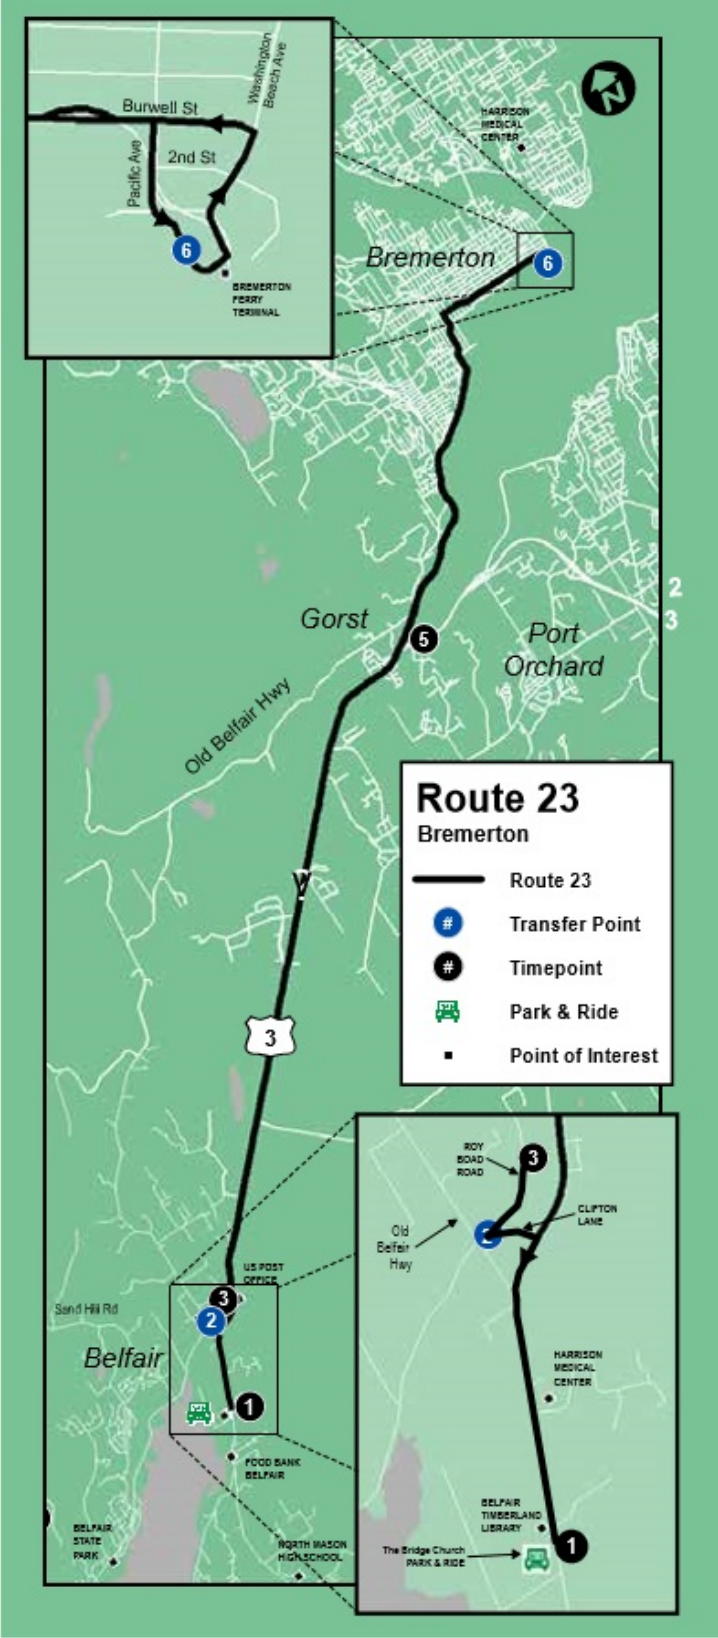 Washington
Beach Ave
Burwell St
Pacific Ave
2nd St
6
BREMERTON
FERRY
TERMINAL
N
HARRISON
MEDICAL
CENTER
Bremerton
6
2
3
Gorst
5
Port
Orchard
Old Belfair Hwy
Route 23
Bremerton
Route 23
# Transfer Point
# Timepoint
Park & Ride
Point of Interest
3
US POST
OFFICE
3
2
Sand Hill Rd
Belfair
1
FOOD BANK
BELFAIR
BELFAIR
STATE
PARK
NORTH MASON
HIGH SCHOOL
ROY
BOAD
ROAD
3
CLIFTON
LANE
2
Old
Belfair
Hwy
HARRISON
MEDICAL
CENTER
BELFAIR
TIMBERLAND
LIBRARY
1
The Bridge Church
PARK & RIDE